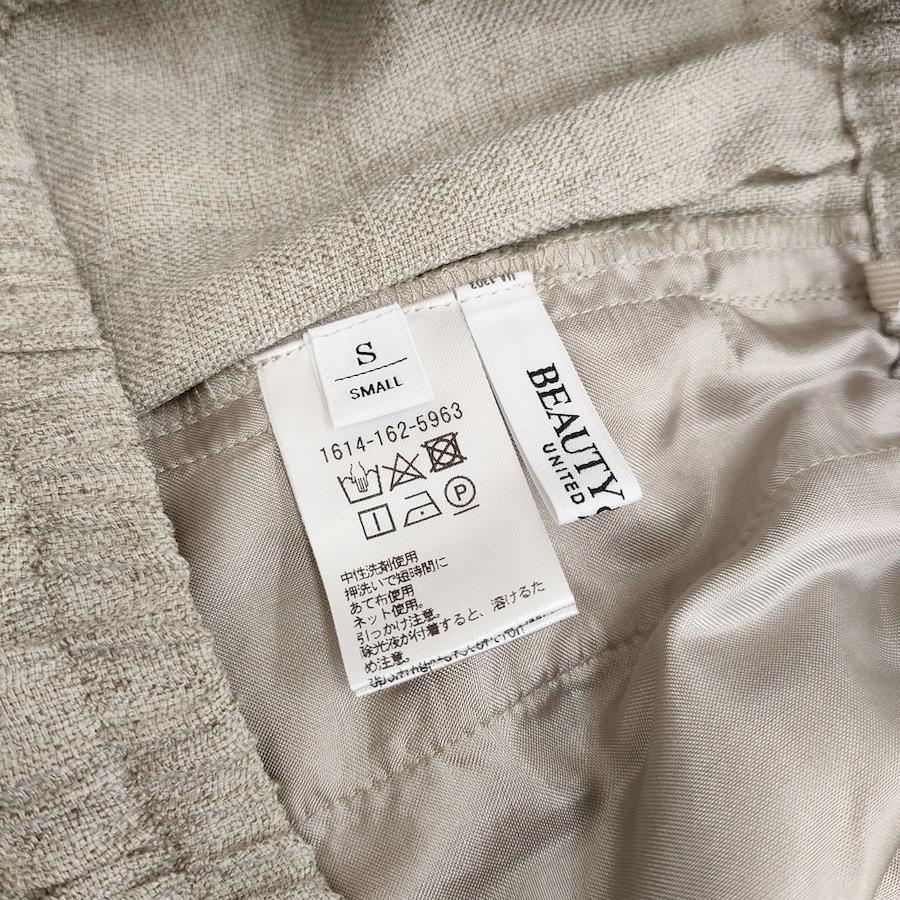 S
SMALL
1614-162-5963
P
中性洗剤使用
押洗いで短時間に
あて布使用
ネット使用。
引っかけ注意。
除光液が付着すると、溶けるた
め注意。
BEAUTY
UNITED